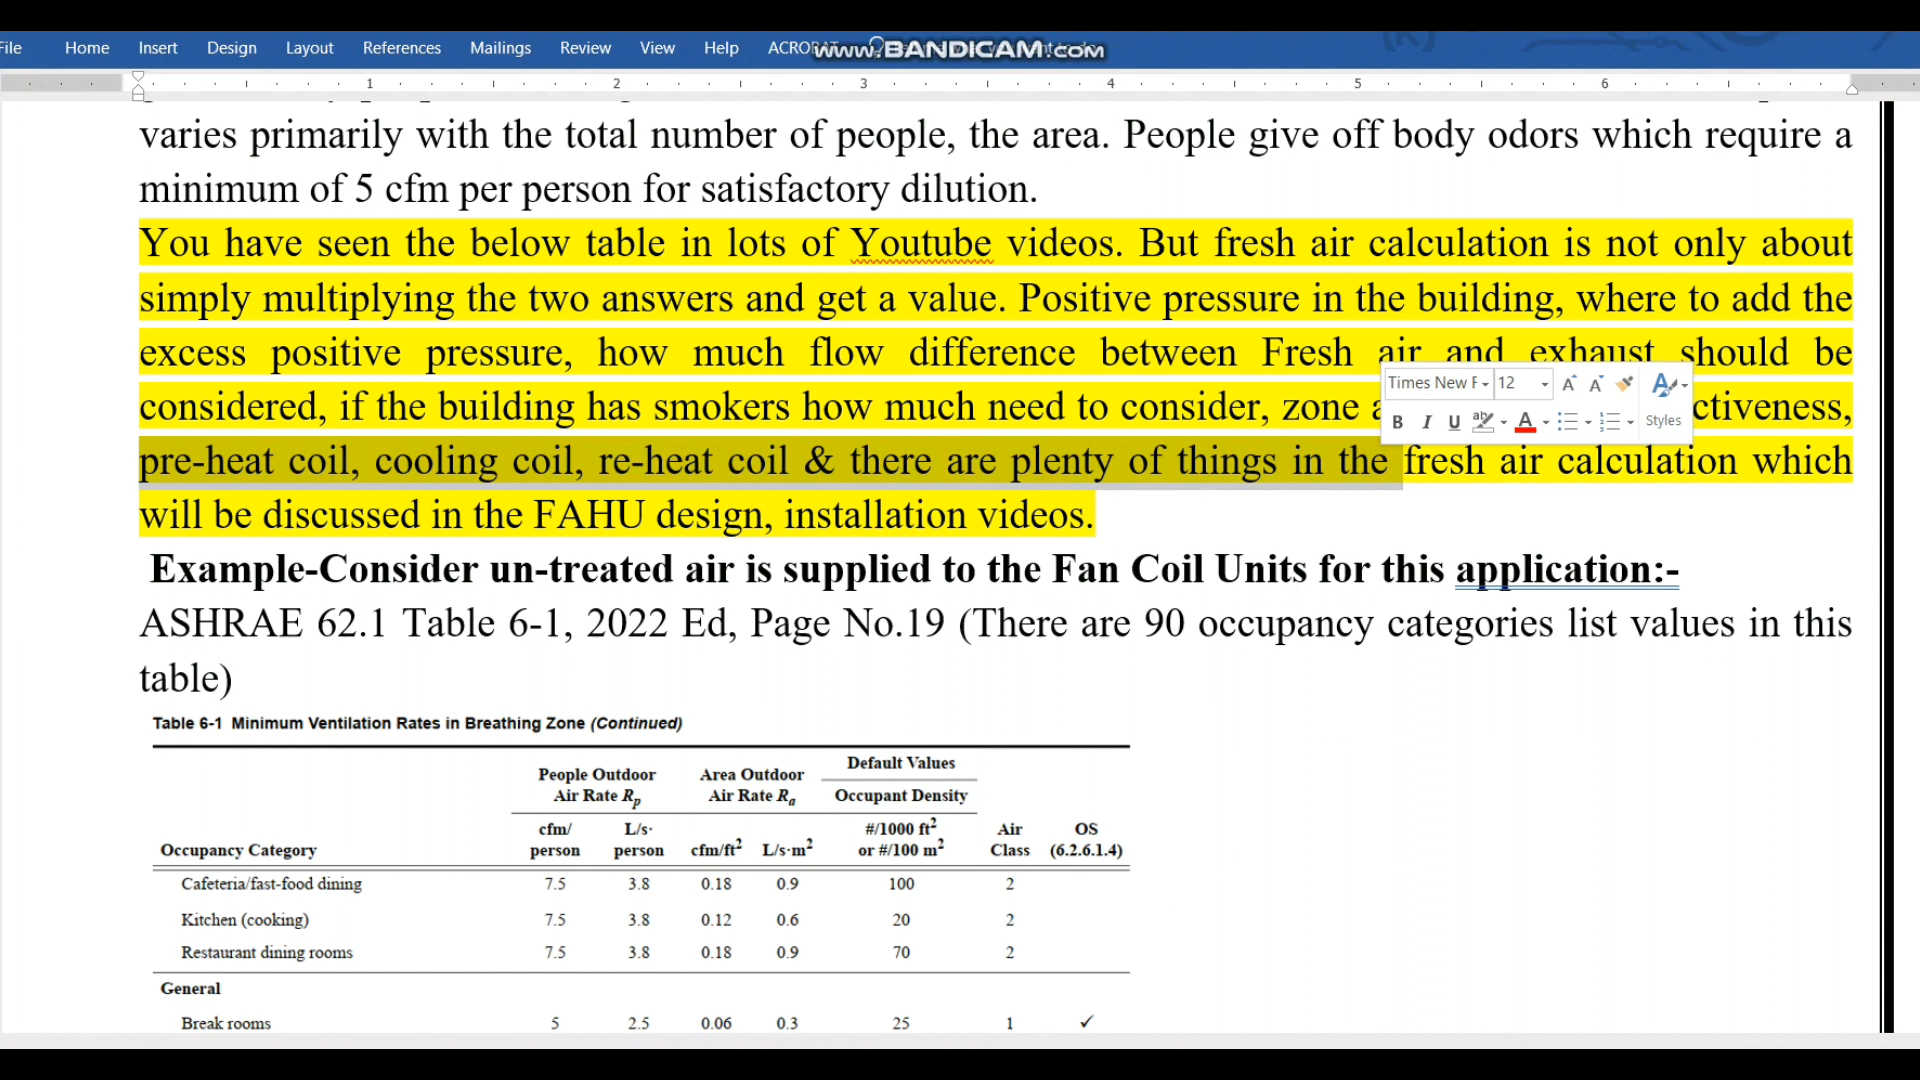 File Home Insert Design Layout References Mailings Review View Help ACROBAT
www.BANDICAM.com
1 2 3 4 5 6
varies primarily with the total number of people, the area. People give off body odors which require a
minimum of 5 cfm per person for satisfactory dilution.
You have seen the below table in lots of Youtube videos. But fresh air calculation is not only about
simply multiplying the two answers and get a value. Positive pressure in the building, where to add the
excess positive pressure, how much flow difference between Fresh air and exhaust should be
considered, if the building has smokers how much need to consider, zone ctiveness,
Times New F 12
B I U Styles
pre-heat coil, cooling coil, re-heat coil & there are plenty of things in the fresh air calculation which
will be discussed in the FAHU design, installation videos.
Example-Consider un-treated air is supplied to the Fan Coil Units for this application:-
ASHRAE 62.1 Table 6-1, 2022 Ed, Page No.19 (There are 90 occupancy categories list values in this
table)
Table 6-1 Minimum Ventilation Rates in Breathing Zone (Continued)
Default Values
People Outdoor Area Outdoor
Air Rate Rp Air Rate Ra Occupant Density
cfm/ L/s· #/1000 ft2 Air OS
Occupancy Category person person cfm/ft2 L/s·m2 or #/100 m2 Class (6.2.6.1.4)
Cafeteria/fast-food dining 7.5 3.8 0.18 0.9 100 2
Kitchen (cooking) 7.5 3.8 0.12 0.6 20 2
Restaurant dining rooms 7.5 3.8 0.18 0.9 70 2
General
Break rooms 5 2.5 0.06 0.3 25 1 ✓